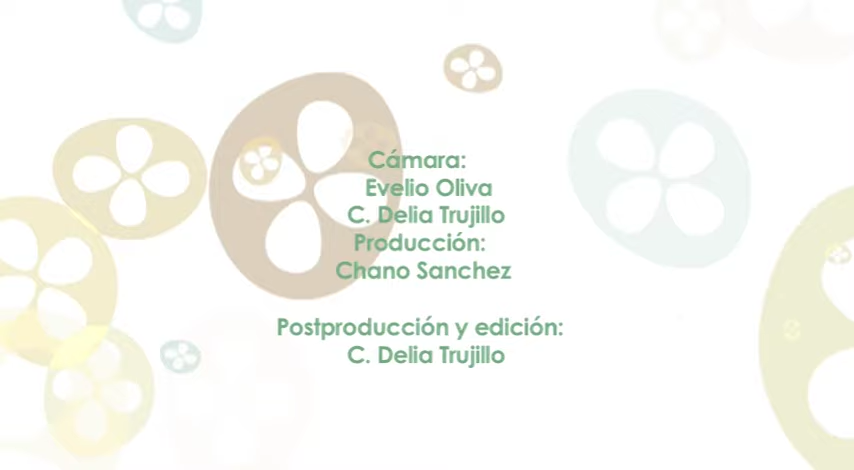 Cámara:
Evelio Oliva
C. Delia Trujillo
Producción:
Chano Sanchez
Postproducción y edición:
C. Delia Trujillo